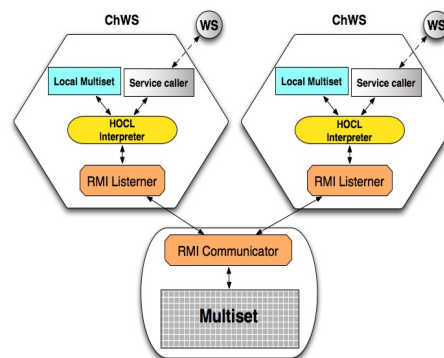 ChWS
WS
Local Multiset
Service caller
HOCL
Interpreter
RMI Listerner
ChWS
WS
Local Multiset
Service caller
HOCL
Interpreter
RMI Listerner
RMI Communicator
Multiset